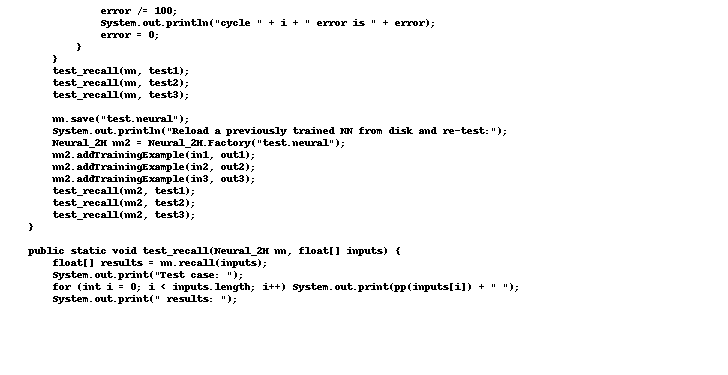 error /= 100;
System.out.println("cycle " + i + " error is " + error);
error = 0;
}
}
test_recall(nn, test1);
test_recall(nn, test2);
test_recall(nn, test3);
nn.save("test.neural");
System.out.println("Reload a previously trained NN from disk and re-test:");
Neural_2H nn2 = Neural_2H.Factory("test.neural");
nn2.addTrainingExample(in1, out1);
nn2.addTrainingExample(in2, out2);
nn2.addTrainingExample(in3, out3);
test_recall(nn2, test1);
test_recall(nn2, test2);
test_recall(nn2, test3);
}
public static void test_recall(Neural_2H nn, float[] inputs) {
float[] results = nn.recall(inputs);
System.out.print("Test case: ");
for (int i = 0; i < inputs.length; i++) System.out.print(pp(inputs[i]) + " ");
System.out.print(" results: ");